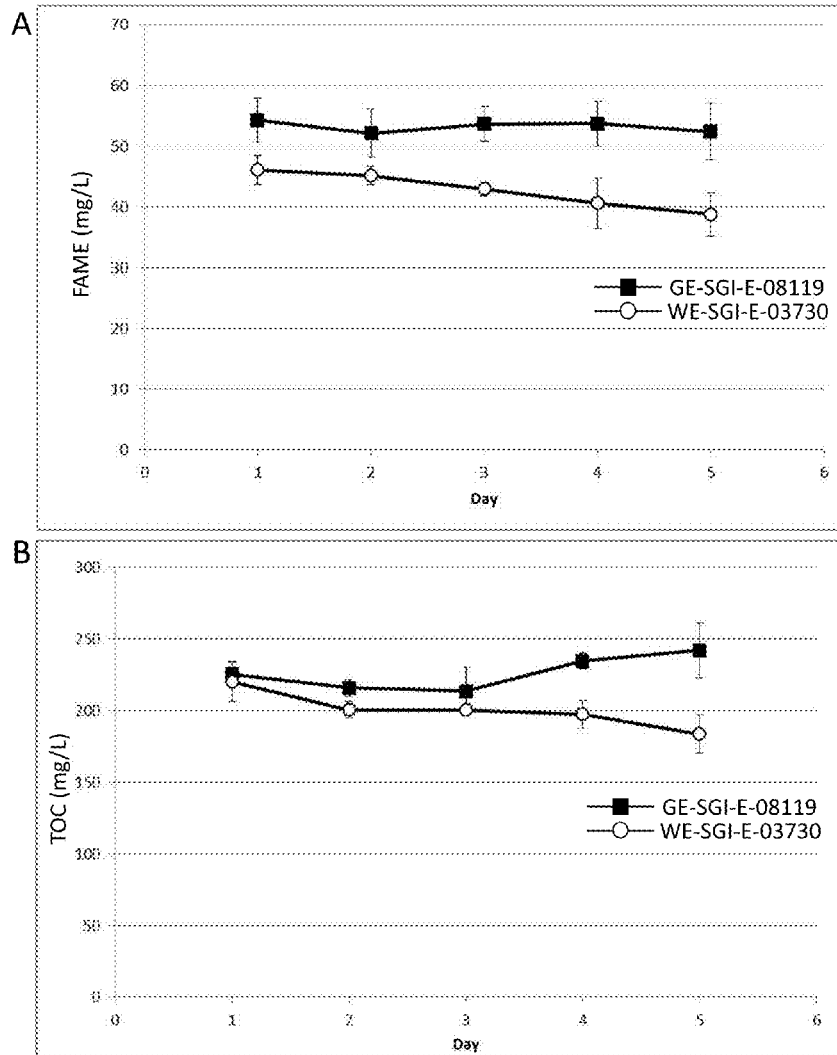 A
70
60
50
40
30
20
10
0
FAME (mg/L)
GE-SGI-E-08119
WE-SGI-E-03730
0 1 2 3 4 5 6
Day
B
300
250
200
150
100
50
0
TOC (mg/L)
GE-SGI-E-08119
WE-SGI-E-03730
0 1 2 3 4 5 6
Day